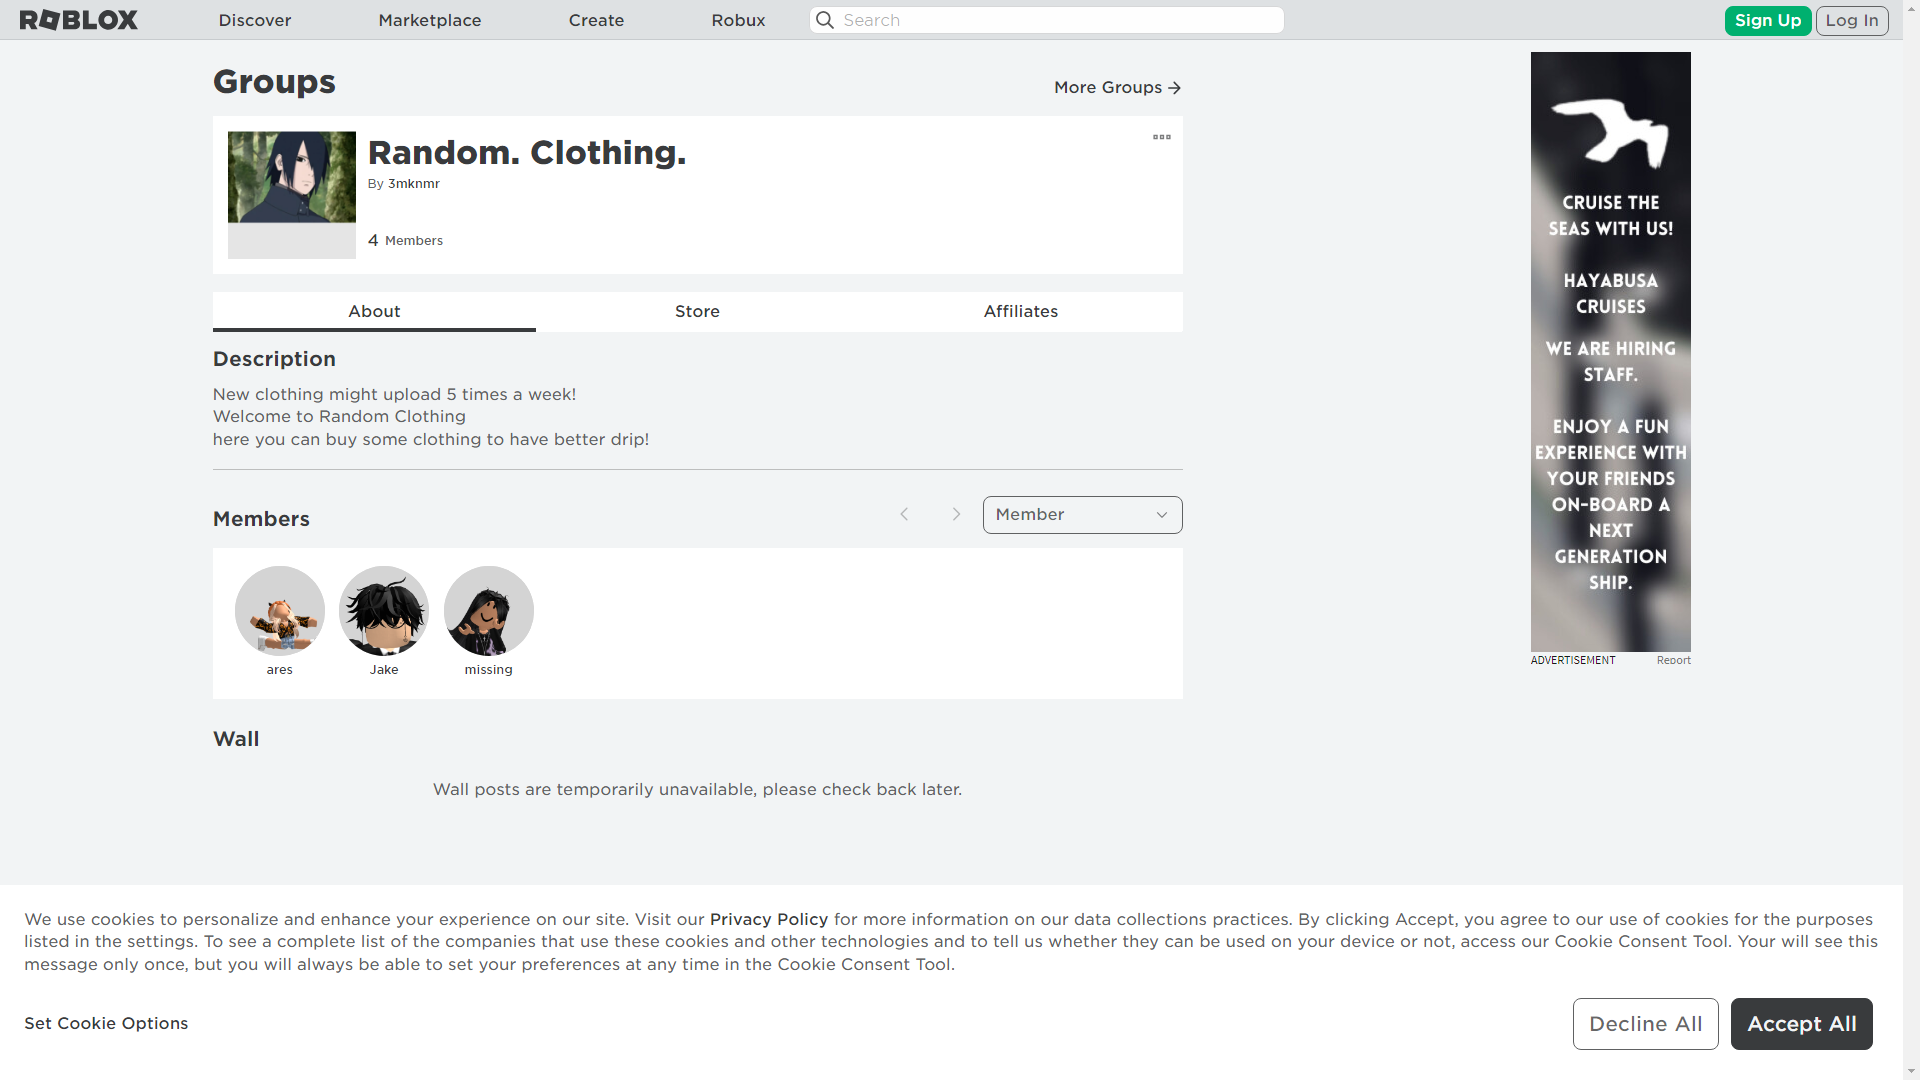 ROBLOX
Discover
Marketplace
Create
Robux
Search
Sign Up
Log In
Groups
More Groups
Random. Clothing.
By 3mknmr
4 Members
About
Store
Affiliates
Description
New clothing might upload 5 times a week!
Welcome to Random Clothing
here you can buy some clothing to have better drip!
Members
Member
ares
Jake
missing
Wall
Wall posts are temporarily unavailable, please check back later.
CRUISE THE
SEAS WITH US!
HAYABUSA
CRUISES
WE ARE HIRING
STAFF.
ENJOY A FUN
EXPERIENCE WITH
YOUR FRIENDS
ON-BOARD A
NEXT
GENERATION
SHIP.
ADVERTISEMENT
Report
We use cookies to personalize and enhance your experience on our site. Visit our Privacy Policy for more information on our data collections practices. By clicking Accept, you agree to our use of cookies for the purposes
listed in the settings. To see a complete list of the companies that use these cookies and other technologies and to tell us whether they can be used on your device or not, access our Cookie Consent Tool. Your will see this
message only once, but you will always be able to set your preferences at any time in the Cookie Consent Tool.
Set Cookie Options
Decline All
Accept All